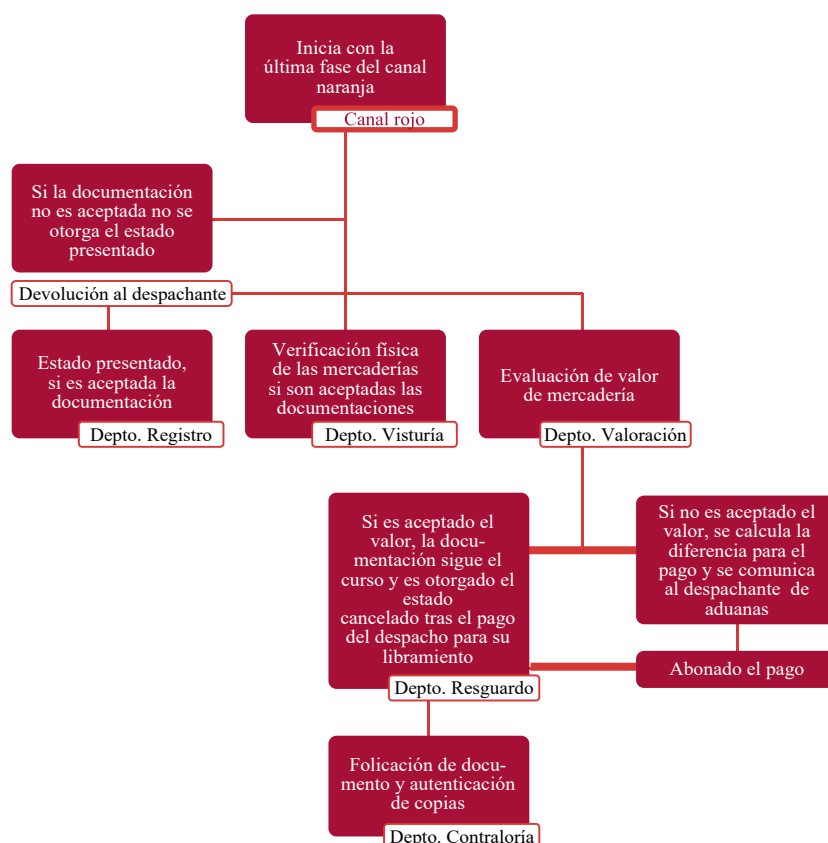 Inicia con la
última fase del canal
naranja
Canal rojo
Si la documentación
no es aceptada no se
otorga el estado
presentado
Devolución al despachante
Estado presentado,
si es aceptada la
documentación
Depto. Registro
Verificación física
de las mercaderías
si son aceptadas las
documentaciones
Depto. Visturía
Evaluación de valor
de mercadería
Depto. Valoración
Si es aceptado el
valor, la docu-
mentación sigue el
curso y es otorgado el
estado
cancelado tras el pago
del despacho para su
libramiento
Depto. Resguardo
Si no es aceptado el
valor, se calcula la
diferencia para el
pago y se comunica
al despachante de
aduanas
Abonado el pago
Folicación de docu-
mento y autenticación
de copias
Depto. Contraloría